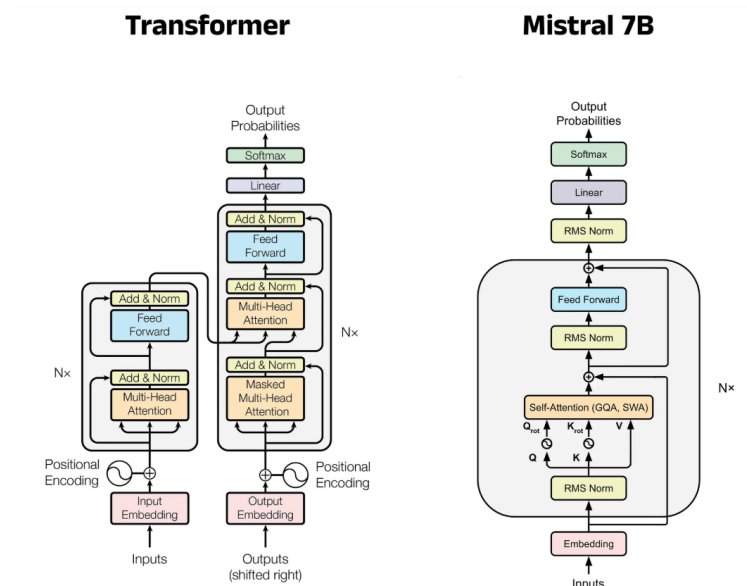 Transformer
Mistral 7B
Output
Probabilities
Softmax
Linear
Add & Norm
Feed
Forward
Add & Norm
Multi-Head
Attention
Nx
Add & Norm
Masked
Multi-Head
Attention
Add & Norm
Feed
Forward
Nx
Add & Norm
Multi-Head
Attention
Positional
Encoding
Positional
Encoding
Input
Embedding
Output
Embedding
Inputs
Outputs
(shifted right)
Output
Probabilities
Softmax
Linear
RMS Norm
Feed Forward
RMS Norm
Nx
Self-Attention (GQA, SWA)
Qrot
Krot
V
Q
K
RMS Norm
Embedding
Inputs